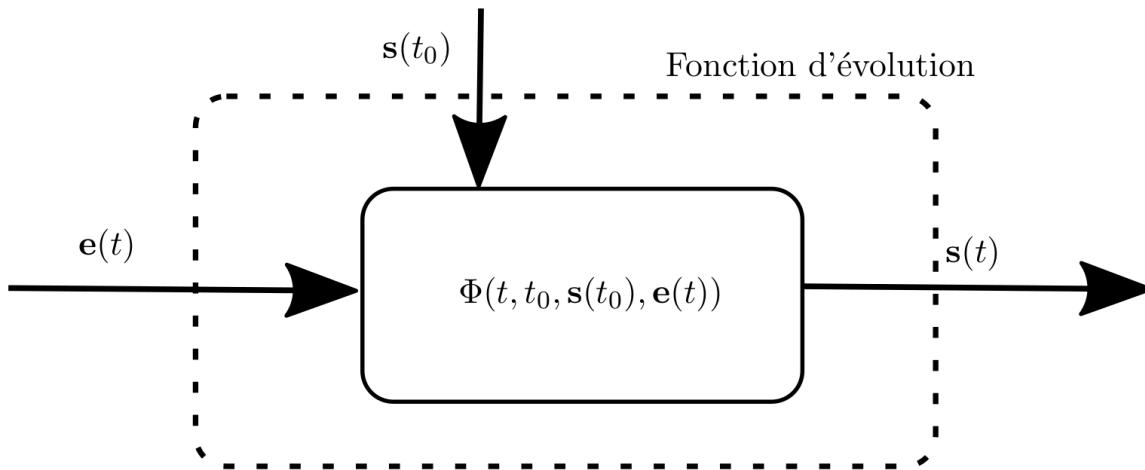 s(t₀)
Fonction d'évolution
e(t)
s(t)
Φ(t, t₀, s(t₀), e(t))